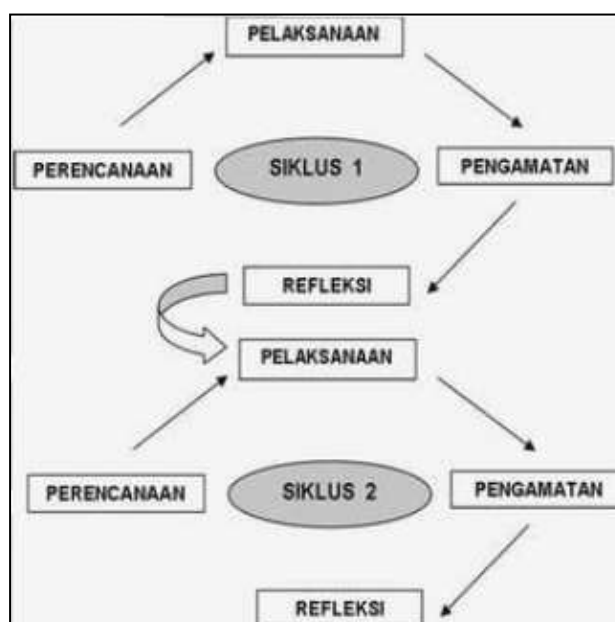 PELAKSANAAN
PERENCANAAN
SIKLUS 1
PENGAMATAN
REFLEKSI
PELAKSANAAN
PERENCANAAN
SIKLUS 2
PENGAMATAN
REFLEKSI